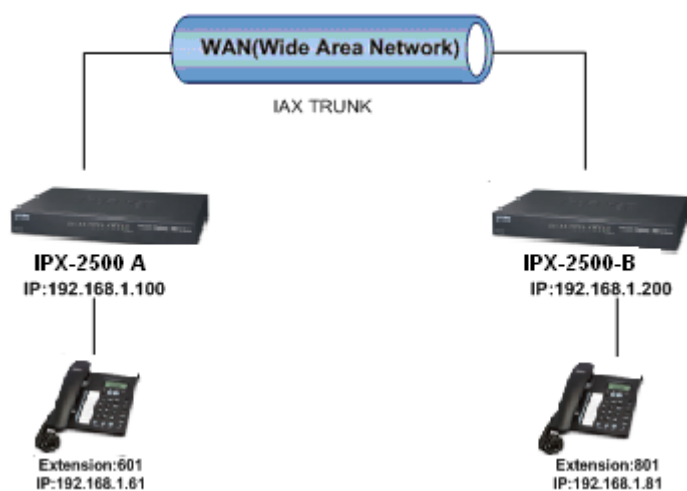 WAN(Wide Area Network)
IAX TRUNK
IPX-2500 A
IP:192.168.1.100
IPX-2500-B
IP:192.168.1.200
Extension:601
IP:192.168.1.61
Extension:801
IP:192.168.1.81